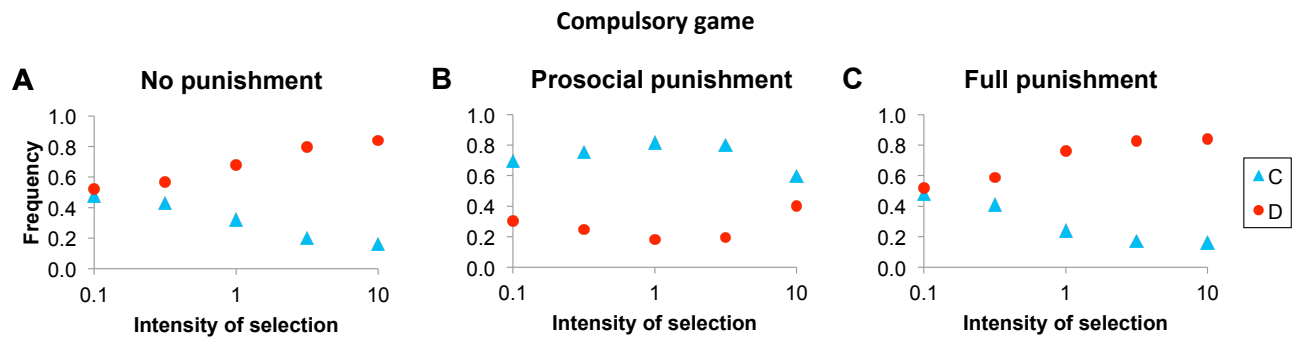 Compulsory game
A No punishment
B Prosocial punishment
C Full punishment
Frequency
1.0
0.8
0.6
0.4
0.2
0.0
0.1 1 10
Intensity of selection
1.0
0.8
0.6
0.4
0.2
0.0
0.1 1 10
Intensity of selection
1.0
0.8
0.6
0.4
0.2
0.0
0.1 1 10
Intensity of selection
C
D